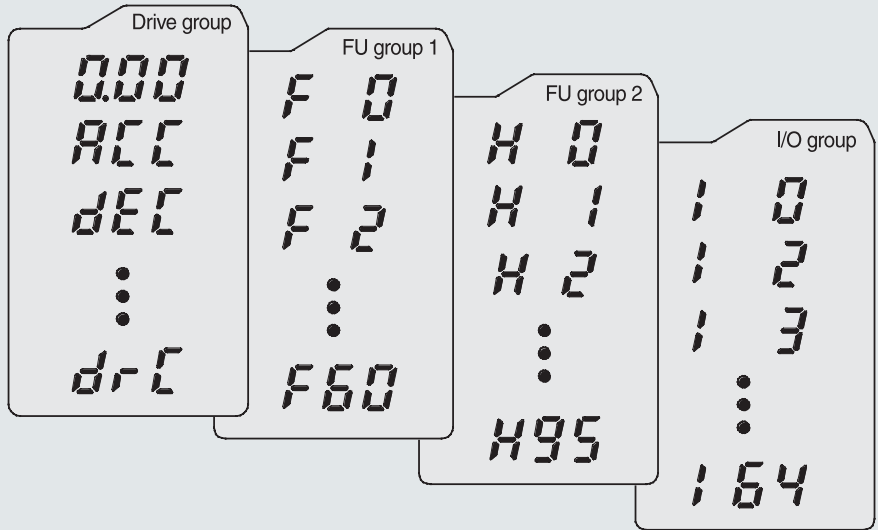 Drive group
0.00
ACC
dEC
drC
FU group 1
F 0
F 1
F 2
F60
FU group 2
H 0
H 1
H 2
H95
I/O group
I 0
I 2
I 3
I 64